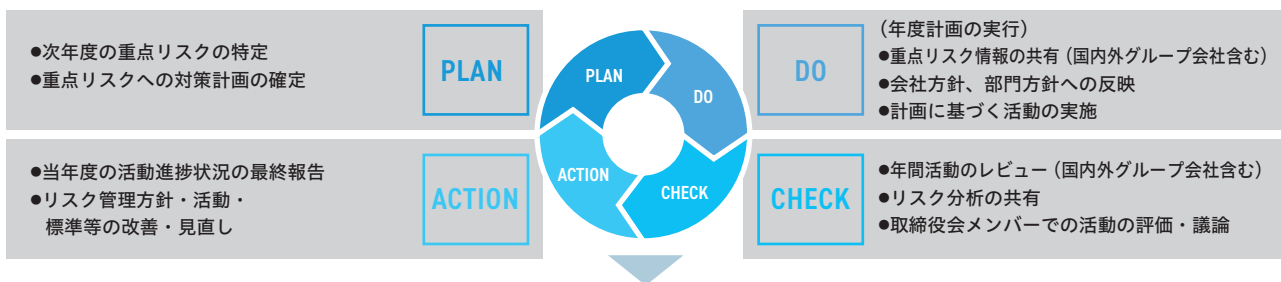 ●次年度の重点リスクの特定
●重点リスクへの対策計画の確定
PLAN
PLAN
DO
DO
(年度計画の実行)
●重点リスク情報の共有(国内外グループ会社含む)
●会社方針、部門方針への反映
●計画に基づく活動の実施
●当年度の活動進捗状況の最終報告
●リスク管理方針・活動・
標準等の改善・見直し
ACTION
ACTION
CHECK
CHECK
●年間活動のレビュー(国内外グループ会社含む)
●リスク分析の共有
●取締役会メンバーでの活動の評価・議論